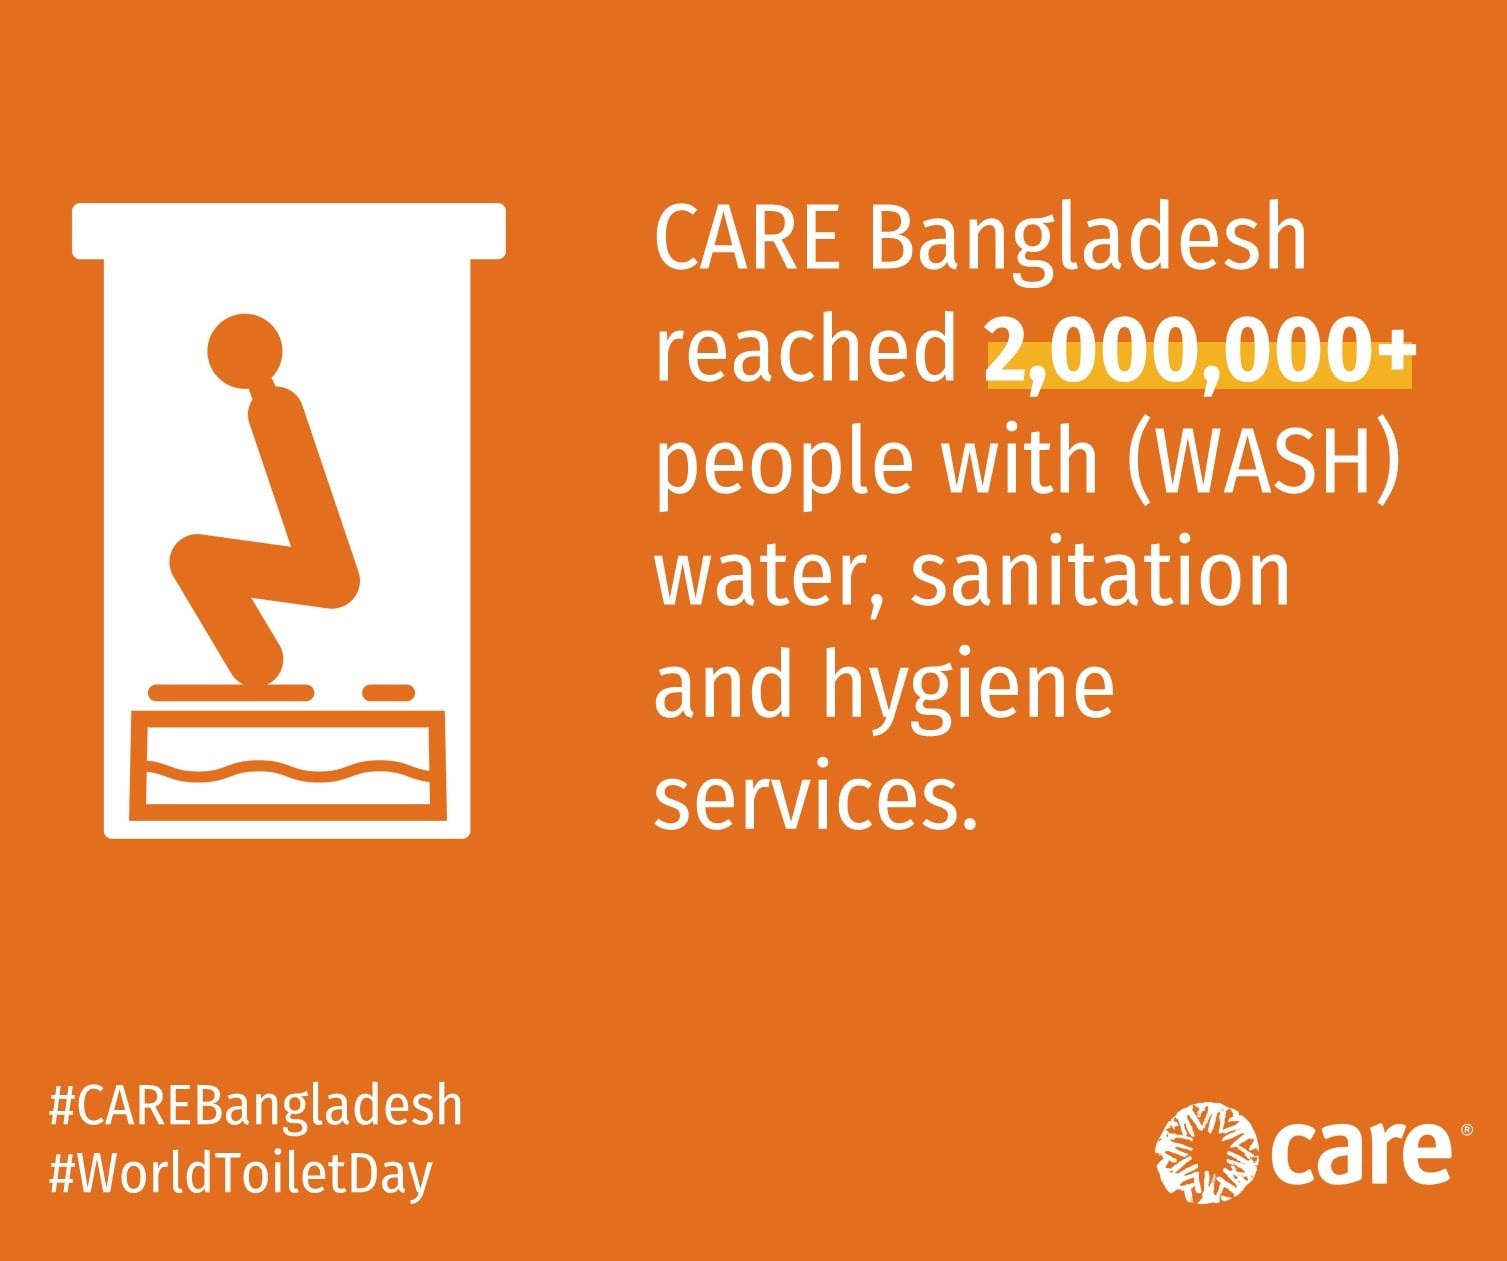 CARE Bangladesh
reached 2,000,000+
people with (WASH)
water, sanitation
and hygiene
services.
#CAREBangladesh
#WorldToiletDay
care®